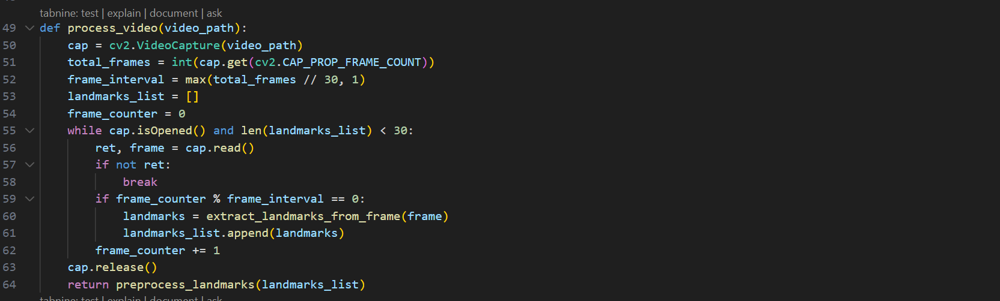 tabnine: test | explain | document | ask
49 def process_video(video_path):
50 cap = cv2.VideoCapture(video_path)
51 total_frames = int(cap.get(cv2.CAP_PROP_FRAME_COUNT))
52 frame_interval = max(total_frames // 30, 1)
53 landmarks_list = []
54 frame_counter = 0
55 while cap.isOpened() and len(landmarks_list) < 30:
56 ret, frame = cap.read()
57 if not ret:
58 break
59 if frame_counter % frame_interval == 0:
60 landmarks = extract_landmarks_from_frame(frame)
61 landmarks_list.append(landmarks)
62 frame_counter += 1
63 cap.release()
64 return preprocess_landmarks(landmarks_list)
tabnine: test | explain | document | ask